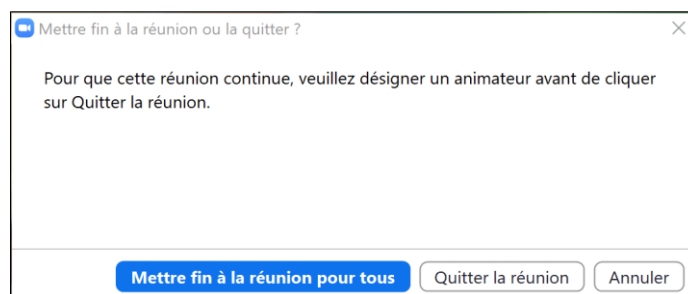 Mettre fin à la réunion ou la quitter ?
Pour que cette réunion continue, veuillez désigner un animateur avant de cliquer
sur Quitter la réunion.
Mettre fin à la réunion pour tous
Quitter la réunion
Annuler